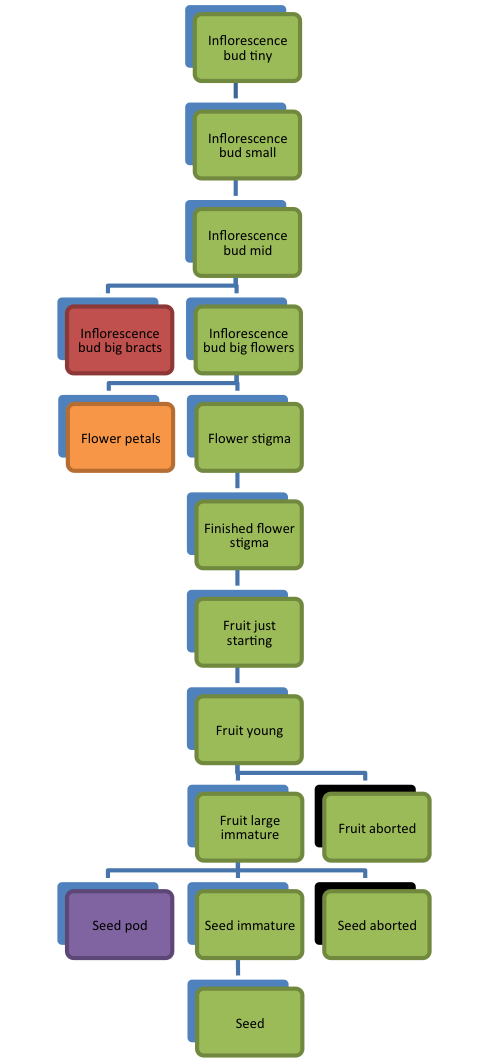 Inflorescence
bud tiny
Inflorescence
bud small
Inflorescence
bud mid
Inflorescence
bud big bracts
Inflorescence
bud big flowers
Flower petals
Flower stigma
Finished flower
stigma
Fruit just
starting
Fruit young
Fruit large
immature
Fruit aborted
Seed pod
Seed immature
Seed aborted
Seed